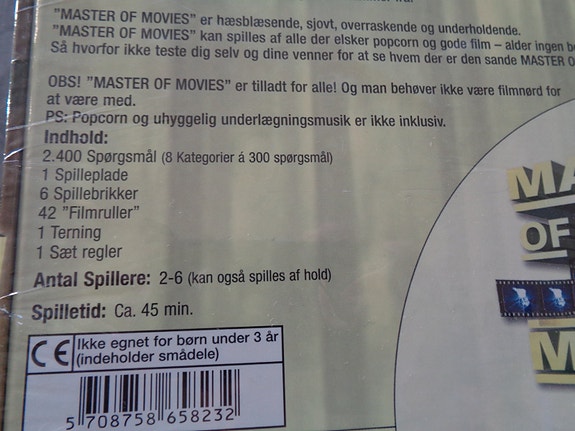 "MASTER OF MOVIES" er hæsblæsende, sjovt, overraskende og underholdende.
"MASTER OF MOVIES" kan spilles af alle der elsker popcorn og gode film – alder ingen
Så hvorfor ikke teste dig selv og dine venner for at se hvem der er den sande MASTER
OBS! "MASTER OF MOVIES" er tilladt for alle! Og man behøver ikke være filmnørd for
at være med.
PS: Popcorn og uhyggelig underlægningsmusik er ikke inklusiv.
Indhold:
2.400 Spørgsmål (8 Kategorier á 300 spørgsmål)
1 Spilleplade
6 Spillebrikker
42 "Filmruller"
1 Terning
1 Sæt regler
Antal Spillere: 2-6 (kan også spilles af hold)
Spilletid: Ca. 45 min.
CE Ikke egnet for børn under 3 år
(indeholder smådele)
5 708758 658232
MA
OF
M